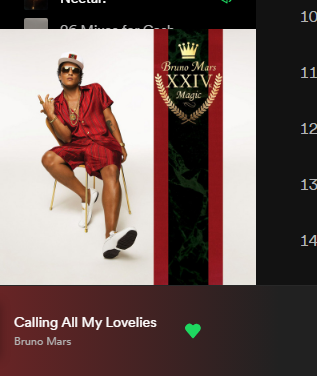 Nectar.
26 Mixes for Cash
10
Bruno Mars
XXIV
K
Magic
11
12
13
14
Calling All My Lovelies
Bruno Mars